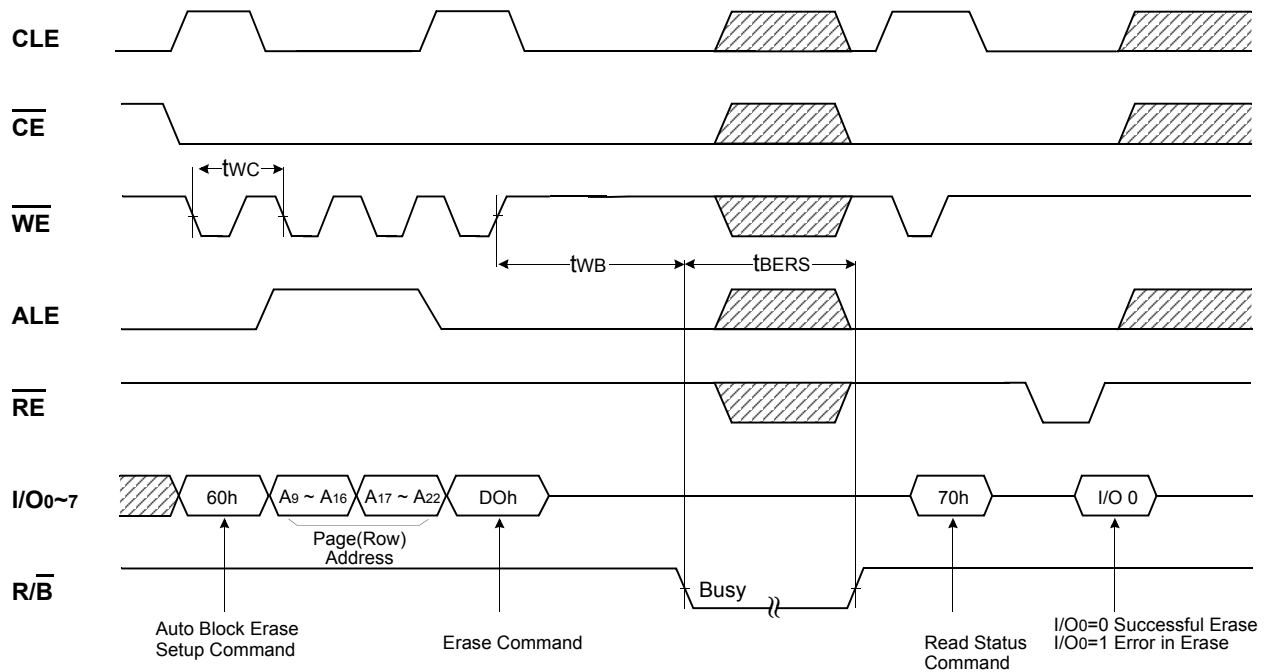 CLE
CE
tWC
WE
tWB
tBERS
ALE
RE
I/O0~7
60h
A9 ~ A16
A17 ~ A22
DOh
70h
I/O 0
Page(Row)
Address
R/B
Busy
Auto Block Erase
Setup Command
Erase Command
Read Status
Command
I/O0=0 Successful Erase
I/O0=1 Error in Erase